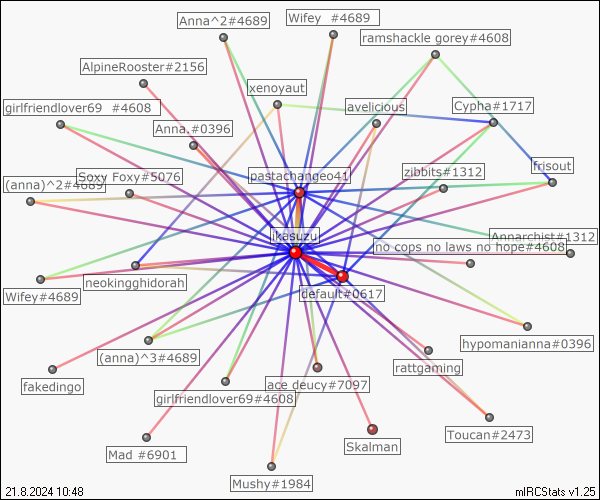 Anna^2#4689
Wifey  #4689
ramshackle gorey#4608
AlpineRooster#2156
xenoyaut
girlfriendlover69  #4608
avelicious
Cypha#1717
Anna.#0396
frisout
pastachangeo41
zibbits#1312
Soxy Foxy#5076
(anna)^2#4689
ikasuzu
Annarchist#1312
no cops no laws no hope#4608
neokingghidorah
default#0617
Wifey#4689
hypomanianna#0396
(anna)^3#4689
rattgaming
fakedingo
ace deucy#7097
girlfriendlover69#4608
Toucan#2473
Skalman
Mad #6901
Mushy#1984
21.8.2024 10:48
mIRCStats v1.25